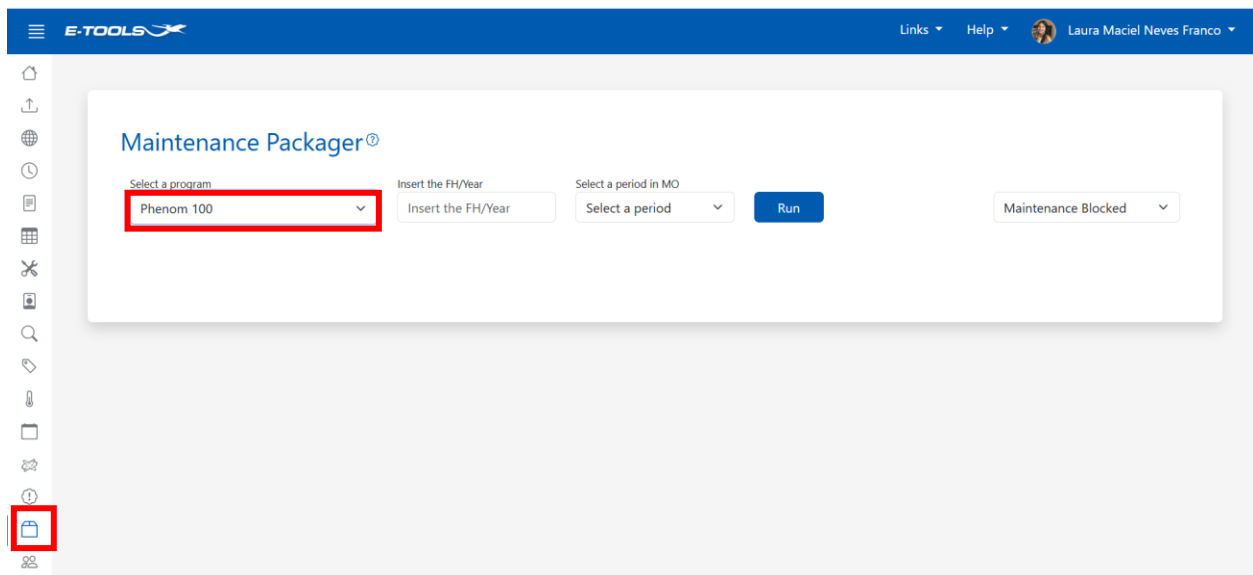 E-TOOLS Links Help Laura Maciel Neves Franco
Maintenance Packager
Select a program Insert the FH/Year Select a period in MO
Phenom 100 Insert the FH/Year Select a period Run Maintenance Blocked